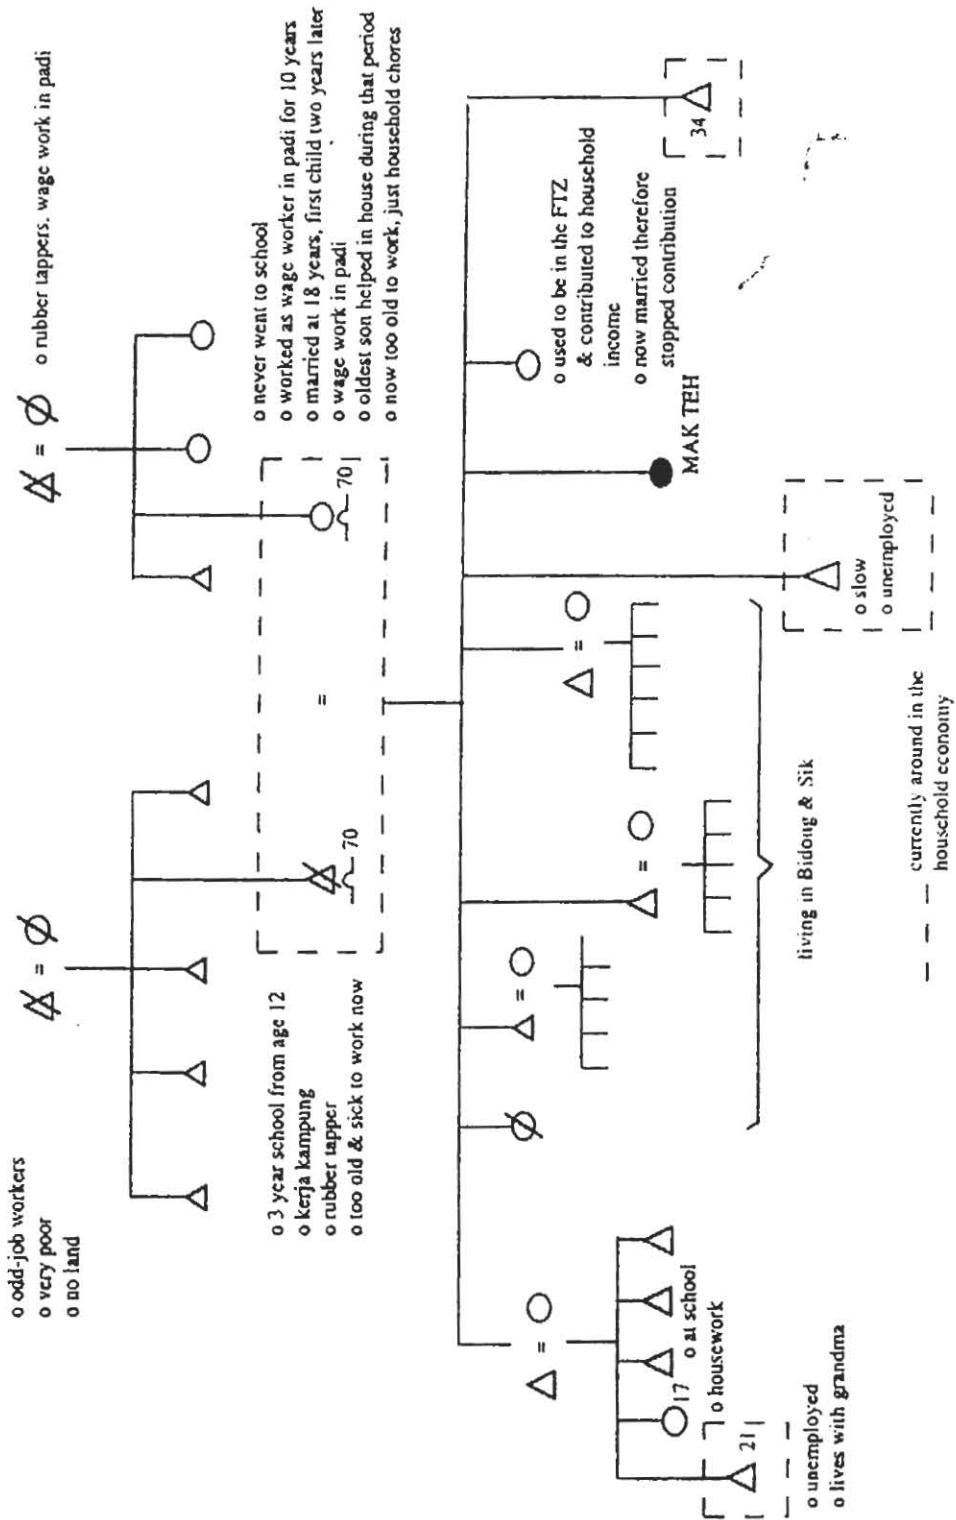 o odd-job workers
o very poor
o no land
o rubber tappers, wage work in padi
o 3 year school from age 12
o kerja kampung
o rubber tapper
o too old & sick to work now
70
=
70
o never went to school
o worked as wage worker in padi for 10 years
o married at 18 years, first child two years later
o wage work in padi
o oldest son helped in house during that period
o now too old to work, just household chores
=
=
=
=
=
=
21
17
o housework
o at school
o unemployed
o lives with grandma
living in Bidong & Sik
o slow
o unemployed
MAK TEH
o used to be in the FTZ
& contributed to household
income
o now married therefore
stopped contribution
34
currently around in the
household economy